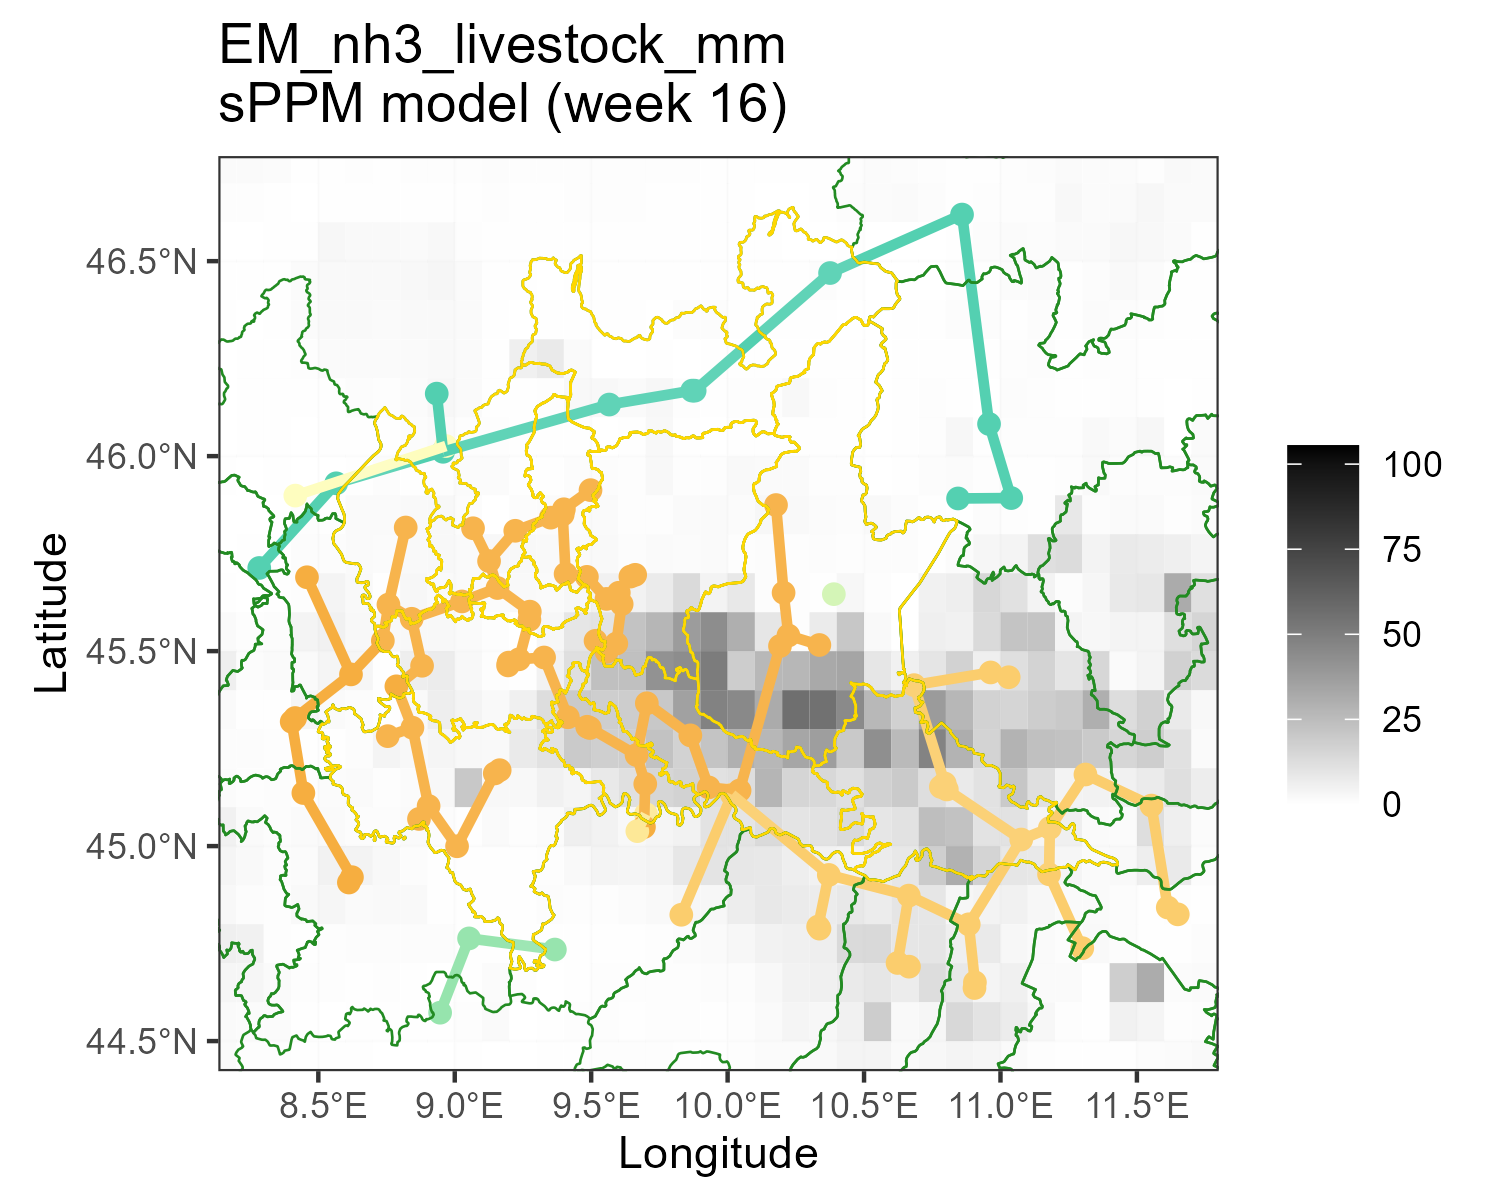 EM_nh3_livestock_mm
sPPM model (week 16)
46.5°N
46.0°N
45.5°N
45.0°N
44.5°N
Latitude
8.5°E 9.0°E 9.5°E 10.0°E 10.5°E 11.0°E 11.5°E
Longitude
100
75
50
25
0